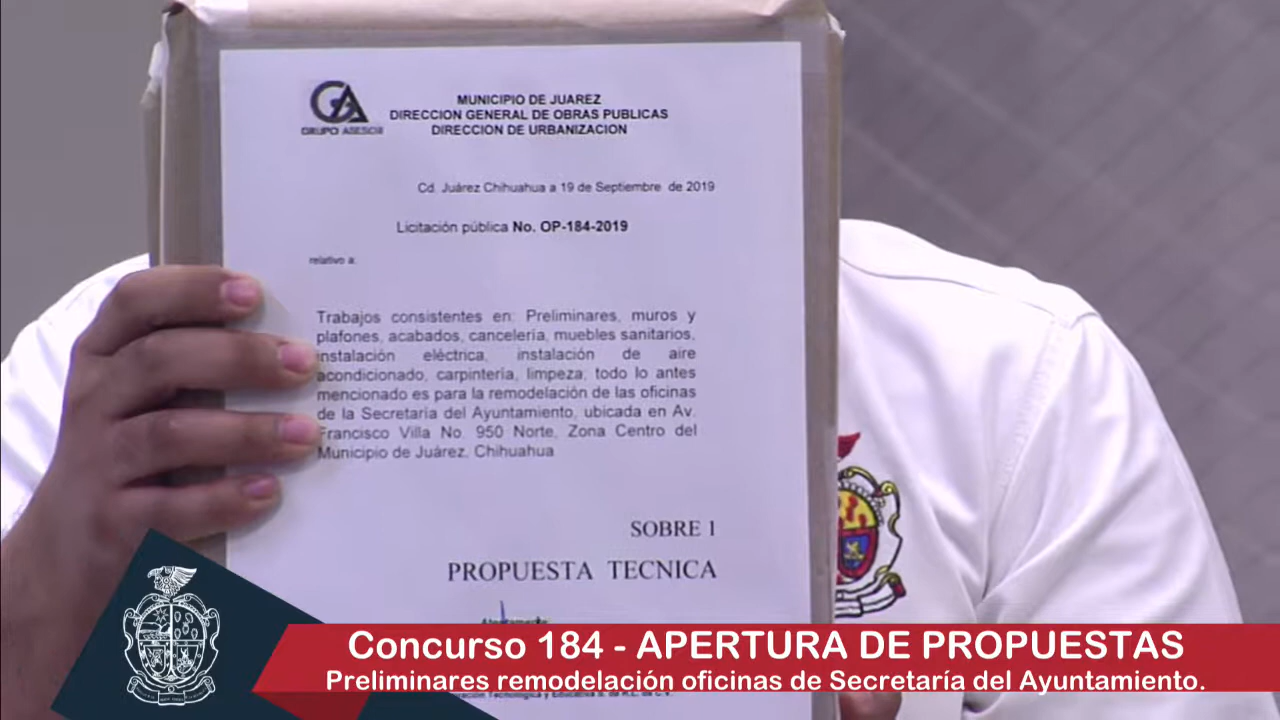 GA
GRUPO ASESOR
MUNICIPIO DE JUAREZ
DIRECCION GENERAL DE OBRAS PUBLICAS
DIRECCION DE URBANIZACION
Cd. Juárez Chihuahua a 19 de Septiembre de 2019
Licitación pública No. OP-184-2019
relativo a:
Trabajos consistentes en: Preliminares, muros y
plafones, acabados, cancelería, muebles sanitarios,
instalación eléctrica, instalación de aire
acondicionado, carpintería, limpeza; todo lo antes
mencionado es para la remodelación de las oficinas
de la Secretaría del Ayuntamiento, ubicada en Av.
Francisco Villa No. 950 Norte, Zona Centro del
Municipio de Juárez, Chihuahua
SOBRE 1
PROPUESTA TECNICA
Atentamente:
Concurso 184 - APERTURA DE PROPUESTAS
Preliminares remodelación oficinas de Secretaría del Ayuntamiento.